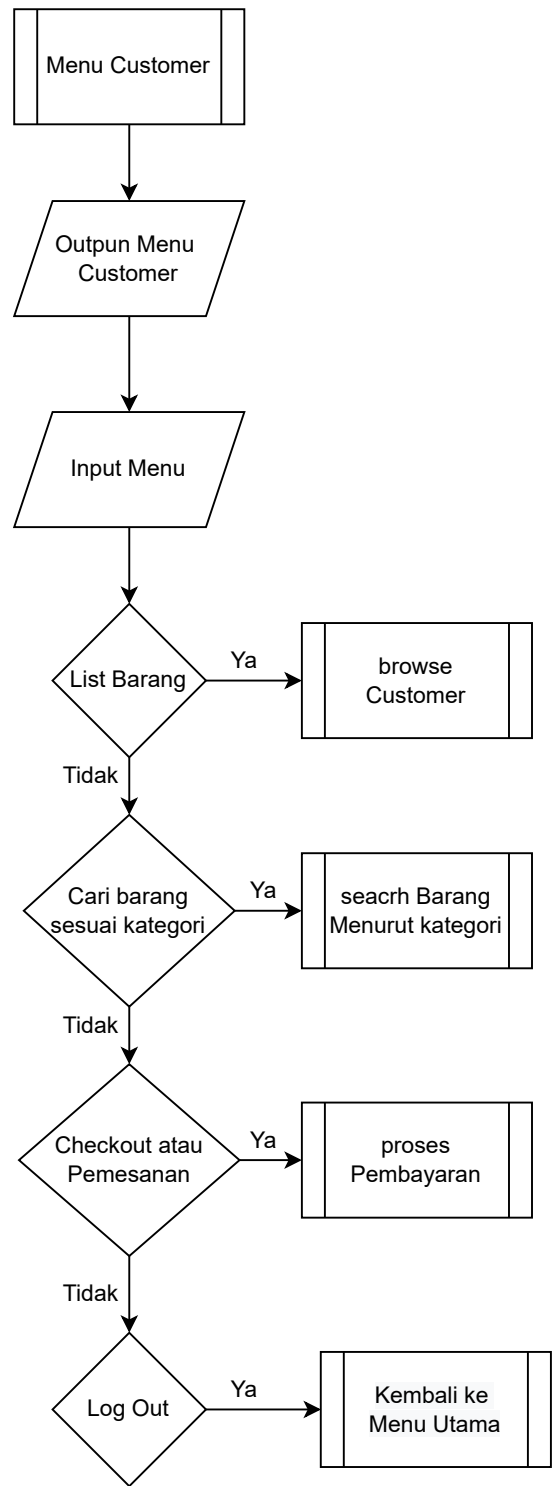 Menu Customer
Outpun Menu
Customer
Input Menu
List Barang
Ya
browse
Customer
Tidak
Cari barang
sesuai kategori
Ya
seacrh Barang
Menurut kategori
Tidak
Checkout atau
Pemesanan
Ya
proses
Pembayaran
Tidak
Log Out
Ya
Kembali ke
Menu Utama